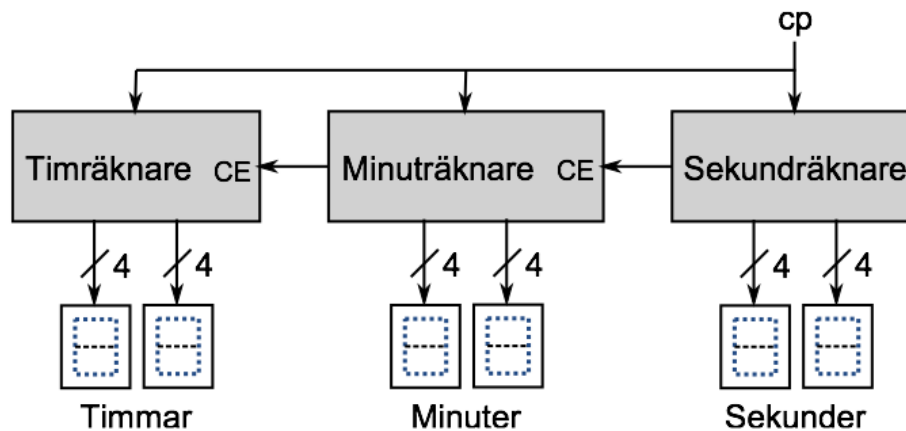 cp
Timräknare CE Minuträknare CE Sekundräknare
4 4 4 4 4 4
Timmar Minuter Sekunder